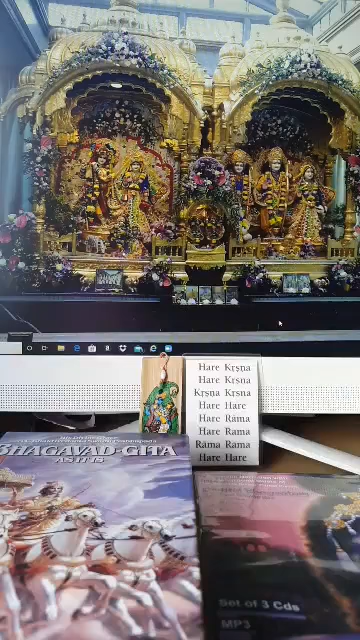 Hare Kṛṣṇa
Hare Kṛṣṇa
Kṛṣṇa Kṛṣṇa
Hare Hare
Hare Rāma
Hare Rāma
Rāma Rāma
Hare Hare
BHAGAVAD-GITA
AS IT IS
Set of 3 Cds
MP3